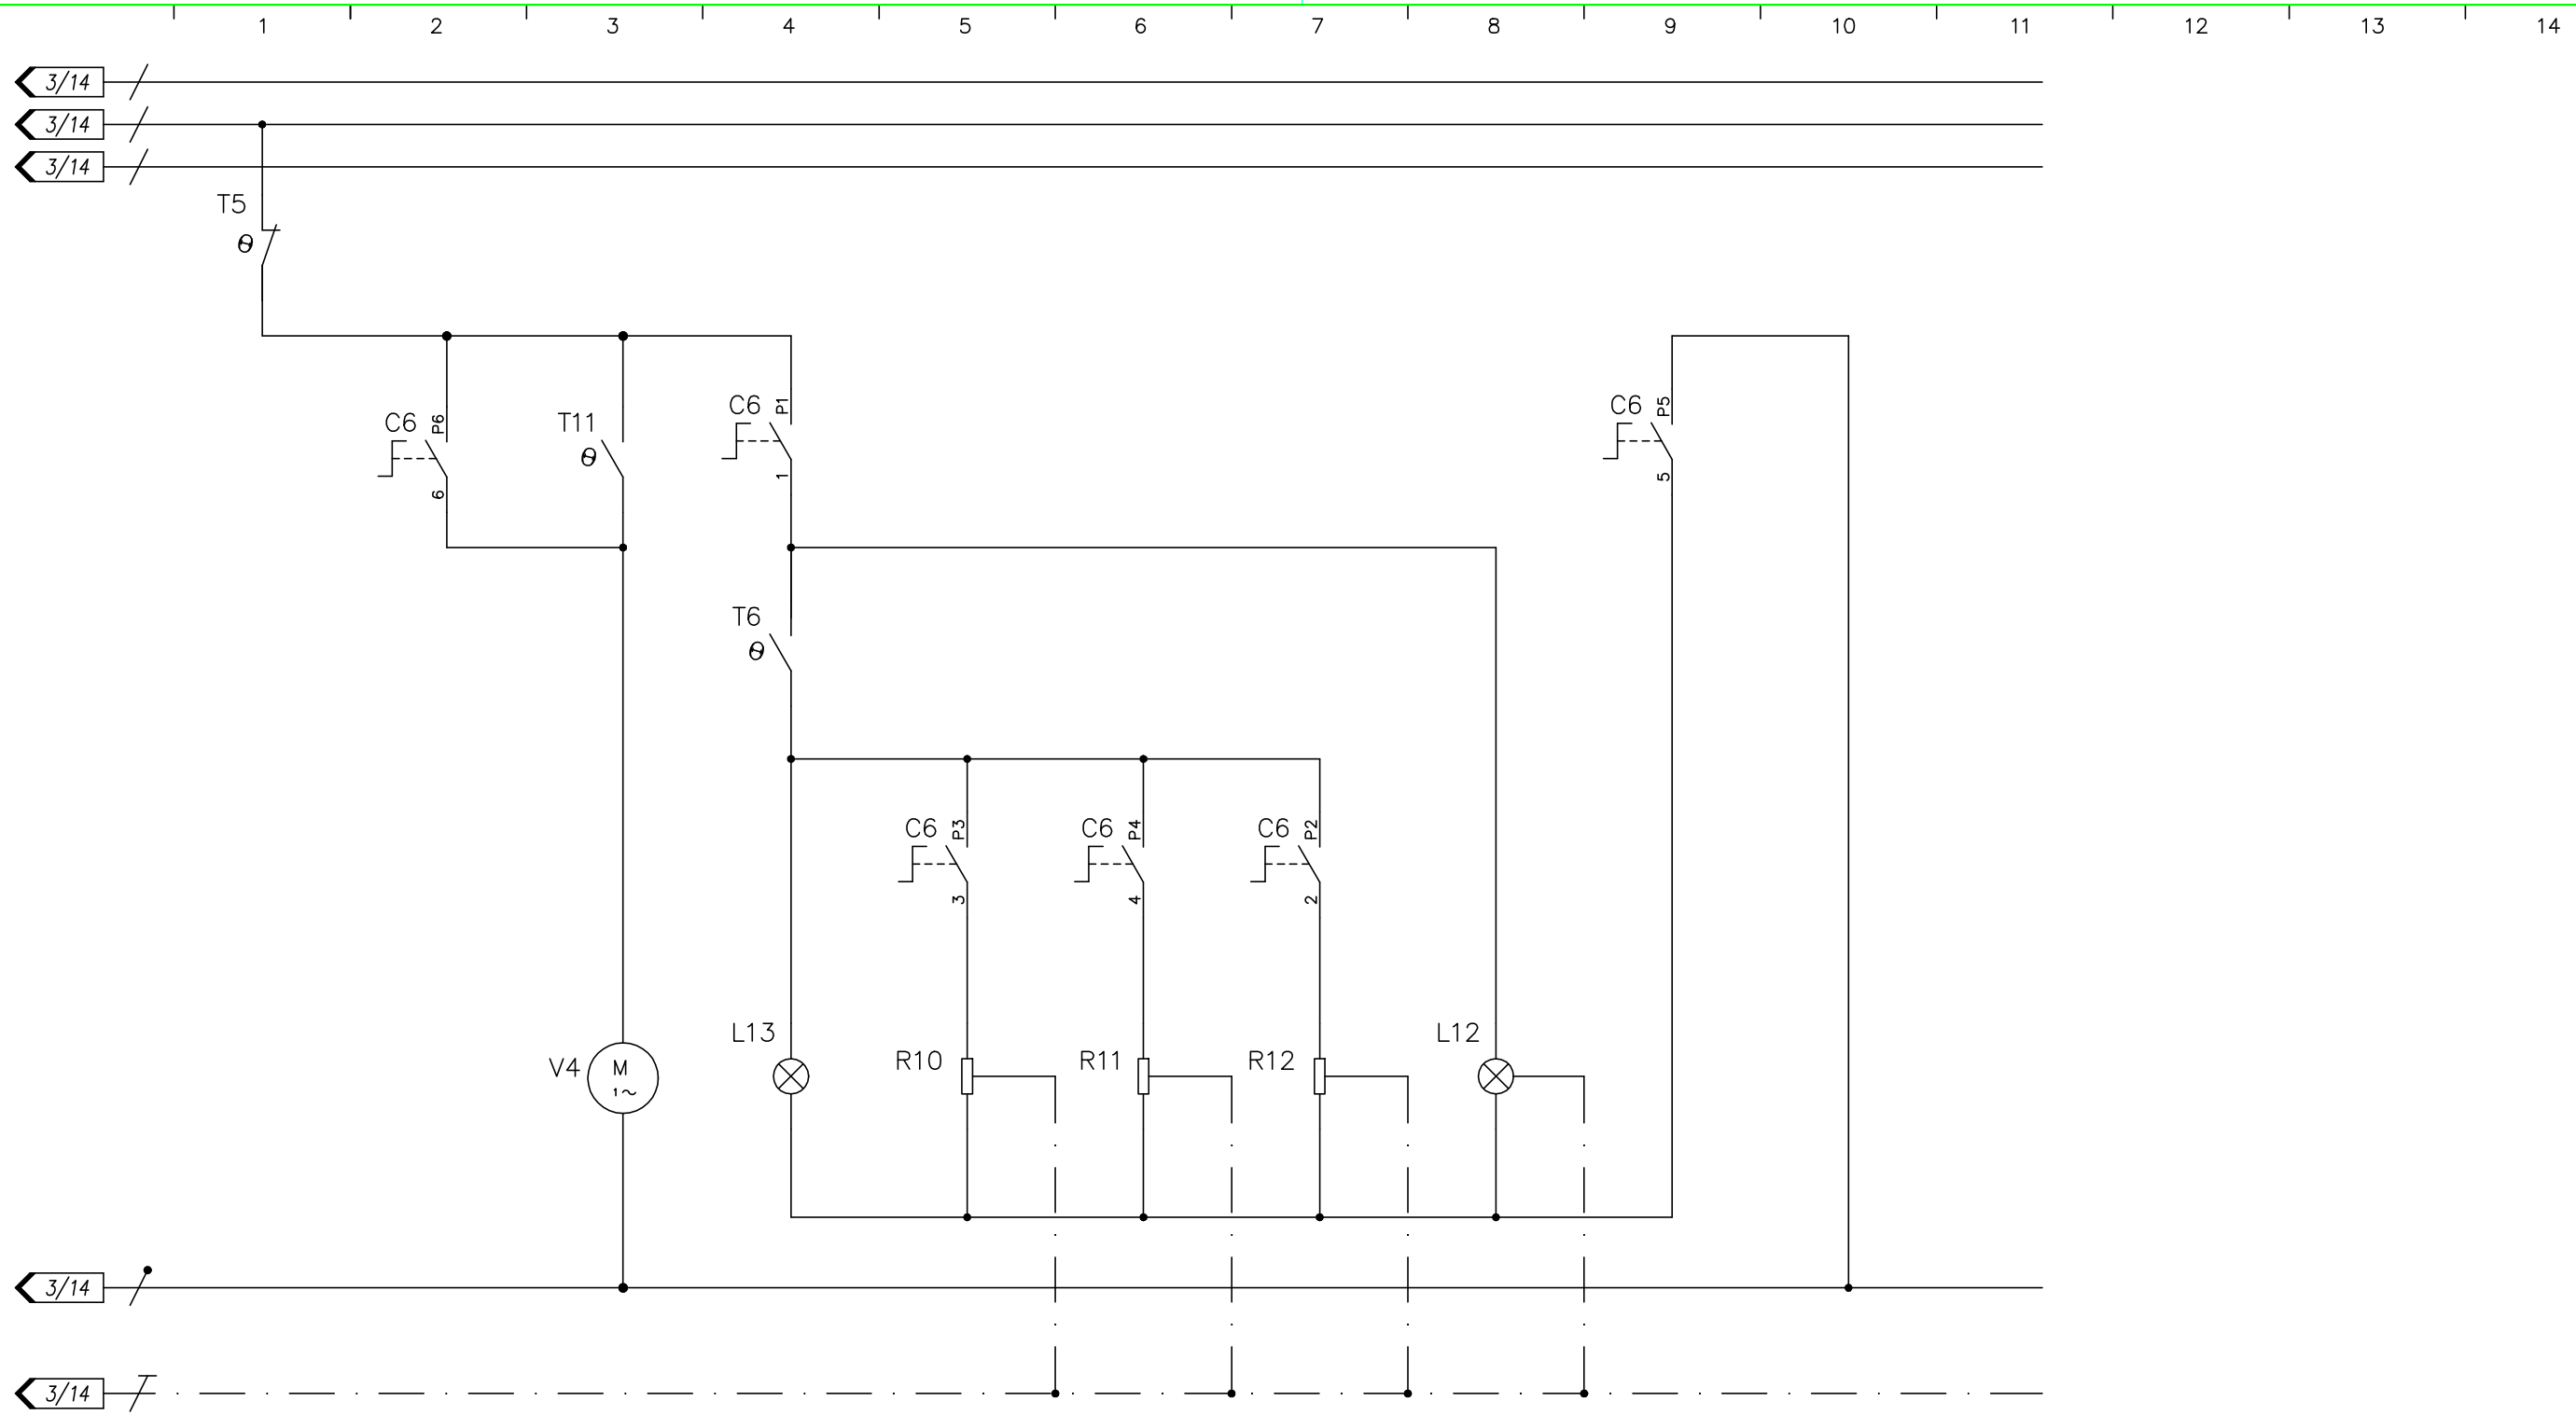 1 2 3 4 5 6 7 8 9 10 11 12 13 14
3/14
3/14
3/14
T5
θ
C6 P6 T11 C6 P1 C6 P5
θ
6 1 5
T6
θ
C6 P3 C6 P4 C6 P2
3 4 2
L13 L12
V4 M R10 R11 R12
1~
3/14
3/14